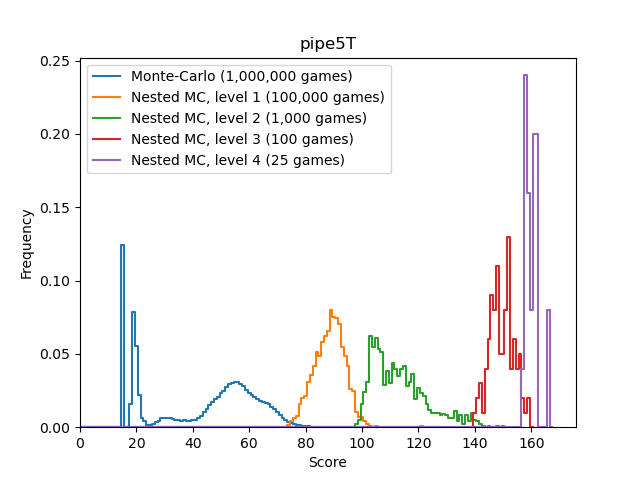 pipe5T
0.25
0.20
0.15
0.10
0.05
0.00
Frequency
Monte-Carlo (1,000,000 games)
Nested MC, level 1 (100,000 games)
Nested MC, level 2 (1,000 games)
Nested MC, level 3 (100 games)
Nested MC, level 4 (25 games)
0 20 40 60 80 100 120 140 160
Score